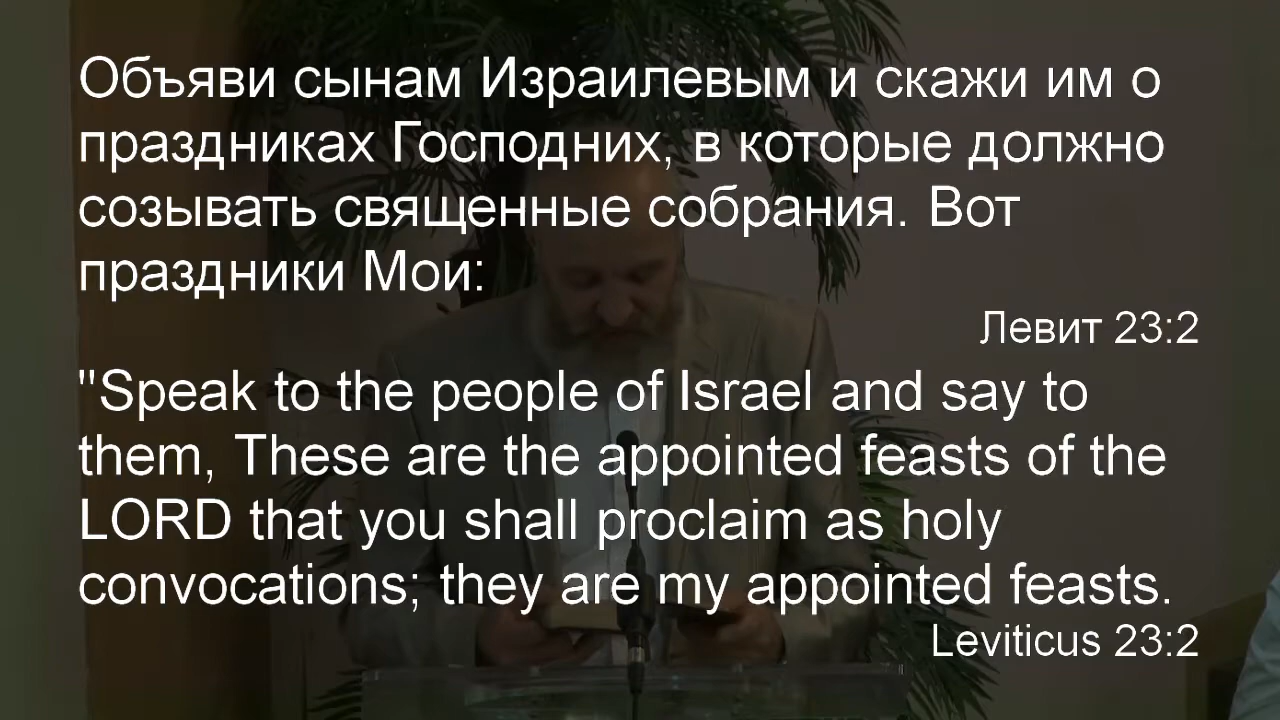 Объяви сынам Израилевым и скажи им о
праздниках Господних, в которые должно
созывать священные собрания. Вот
праздники Мои:
Левит 23:2
"Speak to the people of Israel and say to
them, These are the appointed feasts of the
LORD that you shall proclaim as holy
convocations; they are my appointed feasts.
Leviticus 23:2